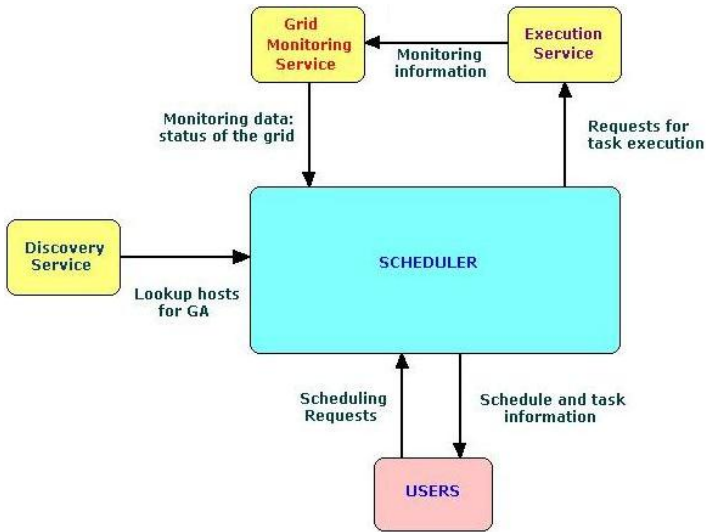 Grid
Monitoring
Service
Execution
Service
Monitoring
information
Monitoring data:
status of the grid
Requests for
task execution
Discovery
Service
SCHEDULER
Lookup hosts
for GA
Scheduling
Requests
Schedule and task
information
USERS